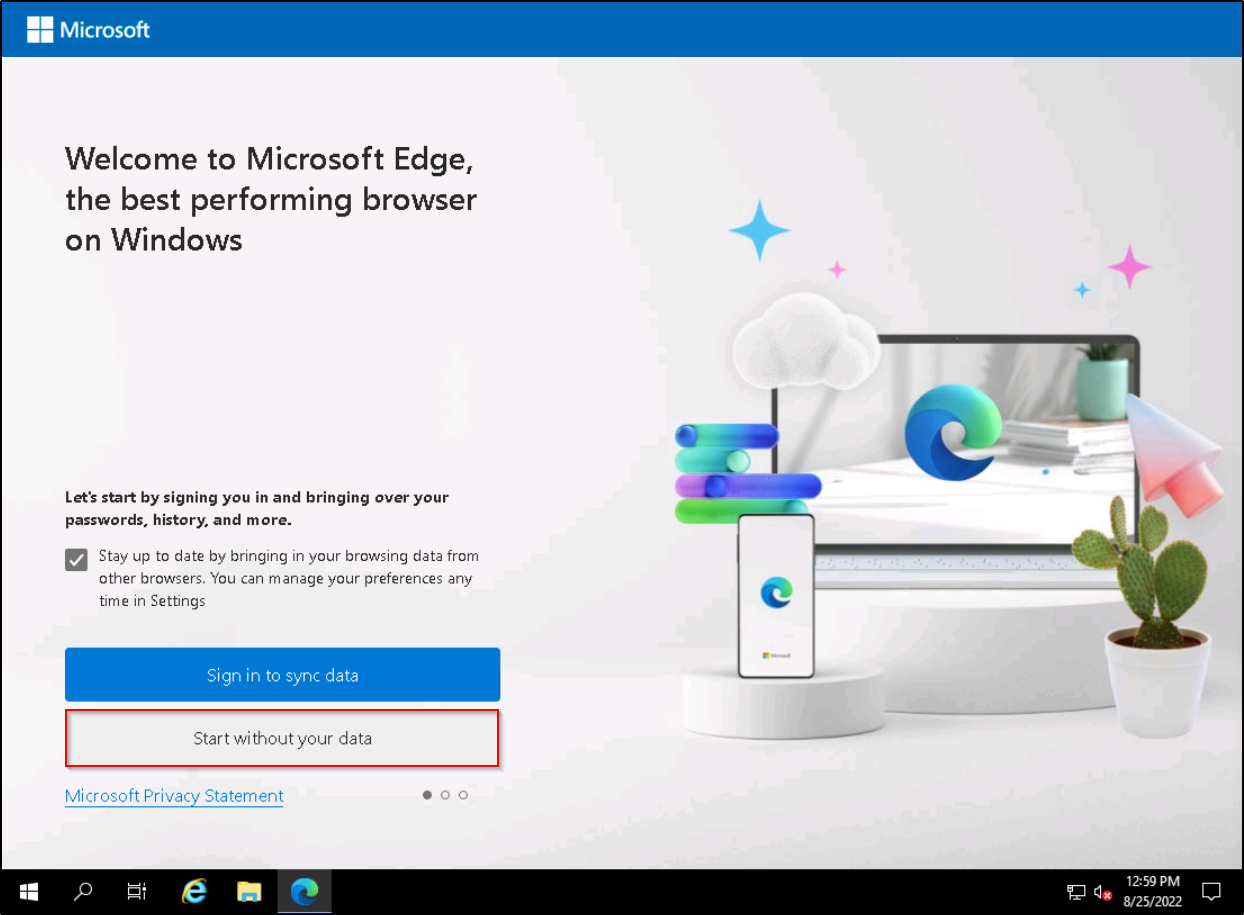 Microsoft
Welcome to Microsoft Edge,
the best performing browser
on Windows
Let's start by signing you in and bringing over your
passwords, history, and more.
Stay up to date by bringing in your browsing data from
other browsers. You can manage your preferences any
time in Settings
Sign in to sync data
Start without your data
Microsoft Privacy Statement
Microsoft
12:59 PM
8/25/2022